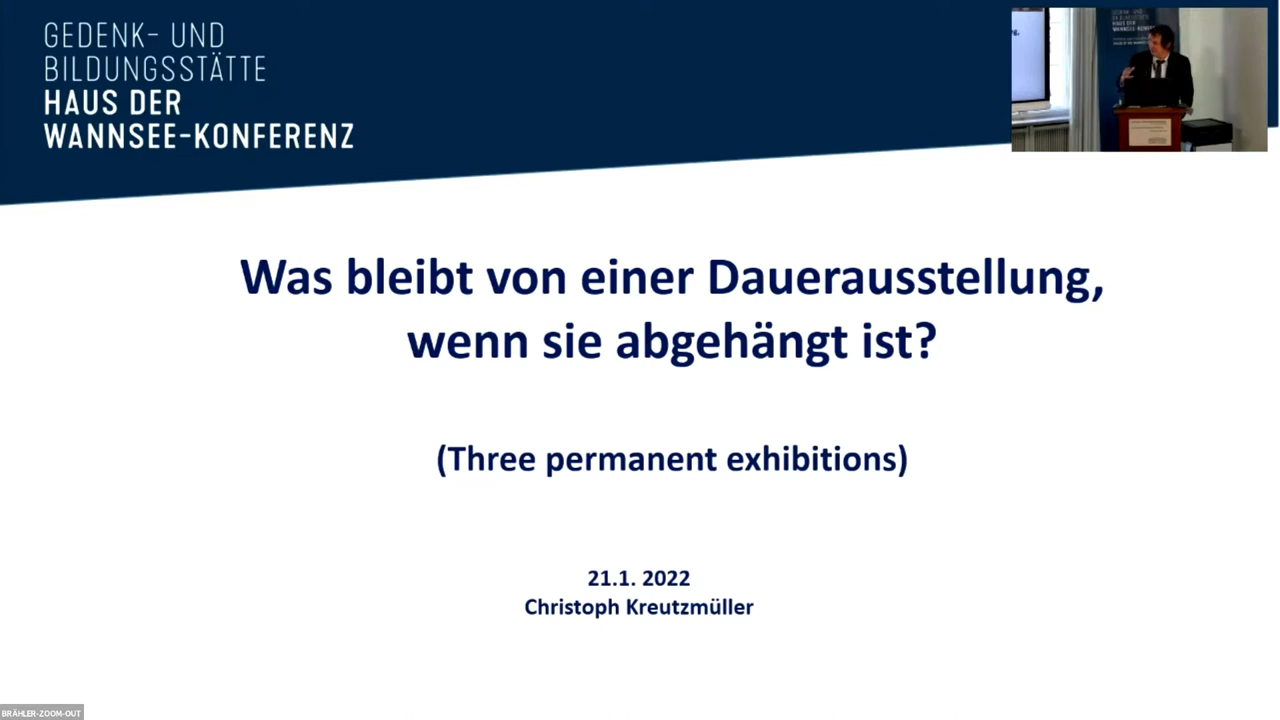 GEDENK- UND
BILDUNGSSTÄTTE
HAUS DER
WANNSEE-KONFERENZ
Was bleibt von einer Dauerausstellung,
wenn sie abgehängt ist?
(Three permanent exhibitions)
21.1. 2022
Christoph Kreutzmüller
BRÄHLER-ZOOM-OUT